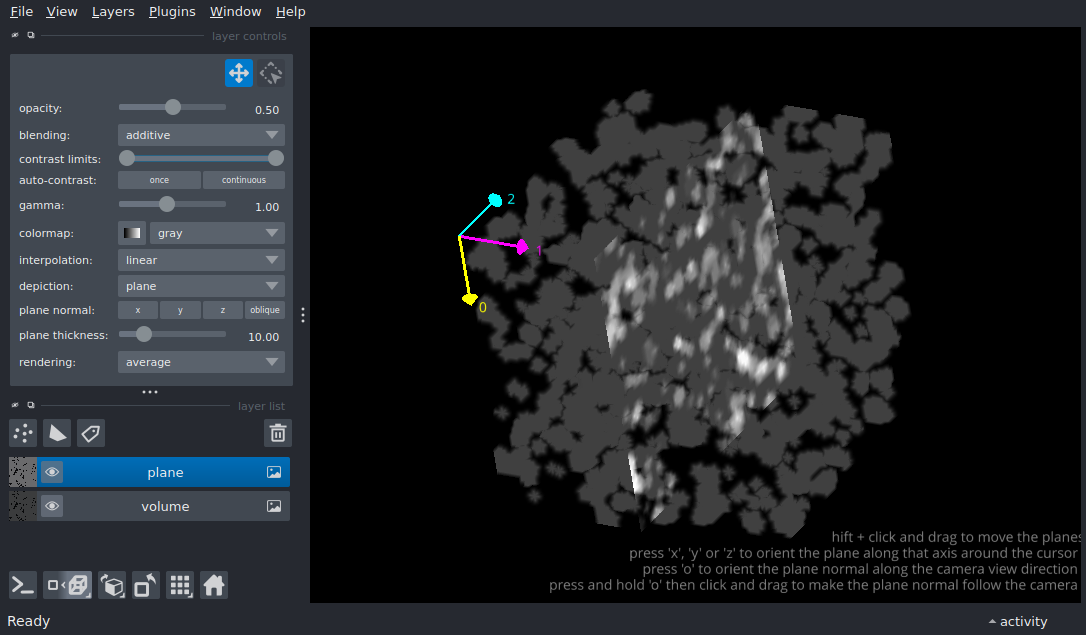 File View Layers Plugins Window Help
layer controls
opacity: 0.50
blending: additive
contrast limits:
auto-contrast: once continuous
gamma: 1.00
colormap: gray
interpolation: linear
depiction: plane
plane normal: x y z oblique
plane thickness: 10.00
rendering: average
layer list
plane
volume
2
1
0
hift + click and drag to move the planes
press 'x', 'y' or 'z' to orient the plane along that axis around the cursor
press 'o' to orient the plane normal along the camera view direction
press and hold 'o' then click and drag to make the plane normal follow the camera
Ready
activity